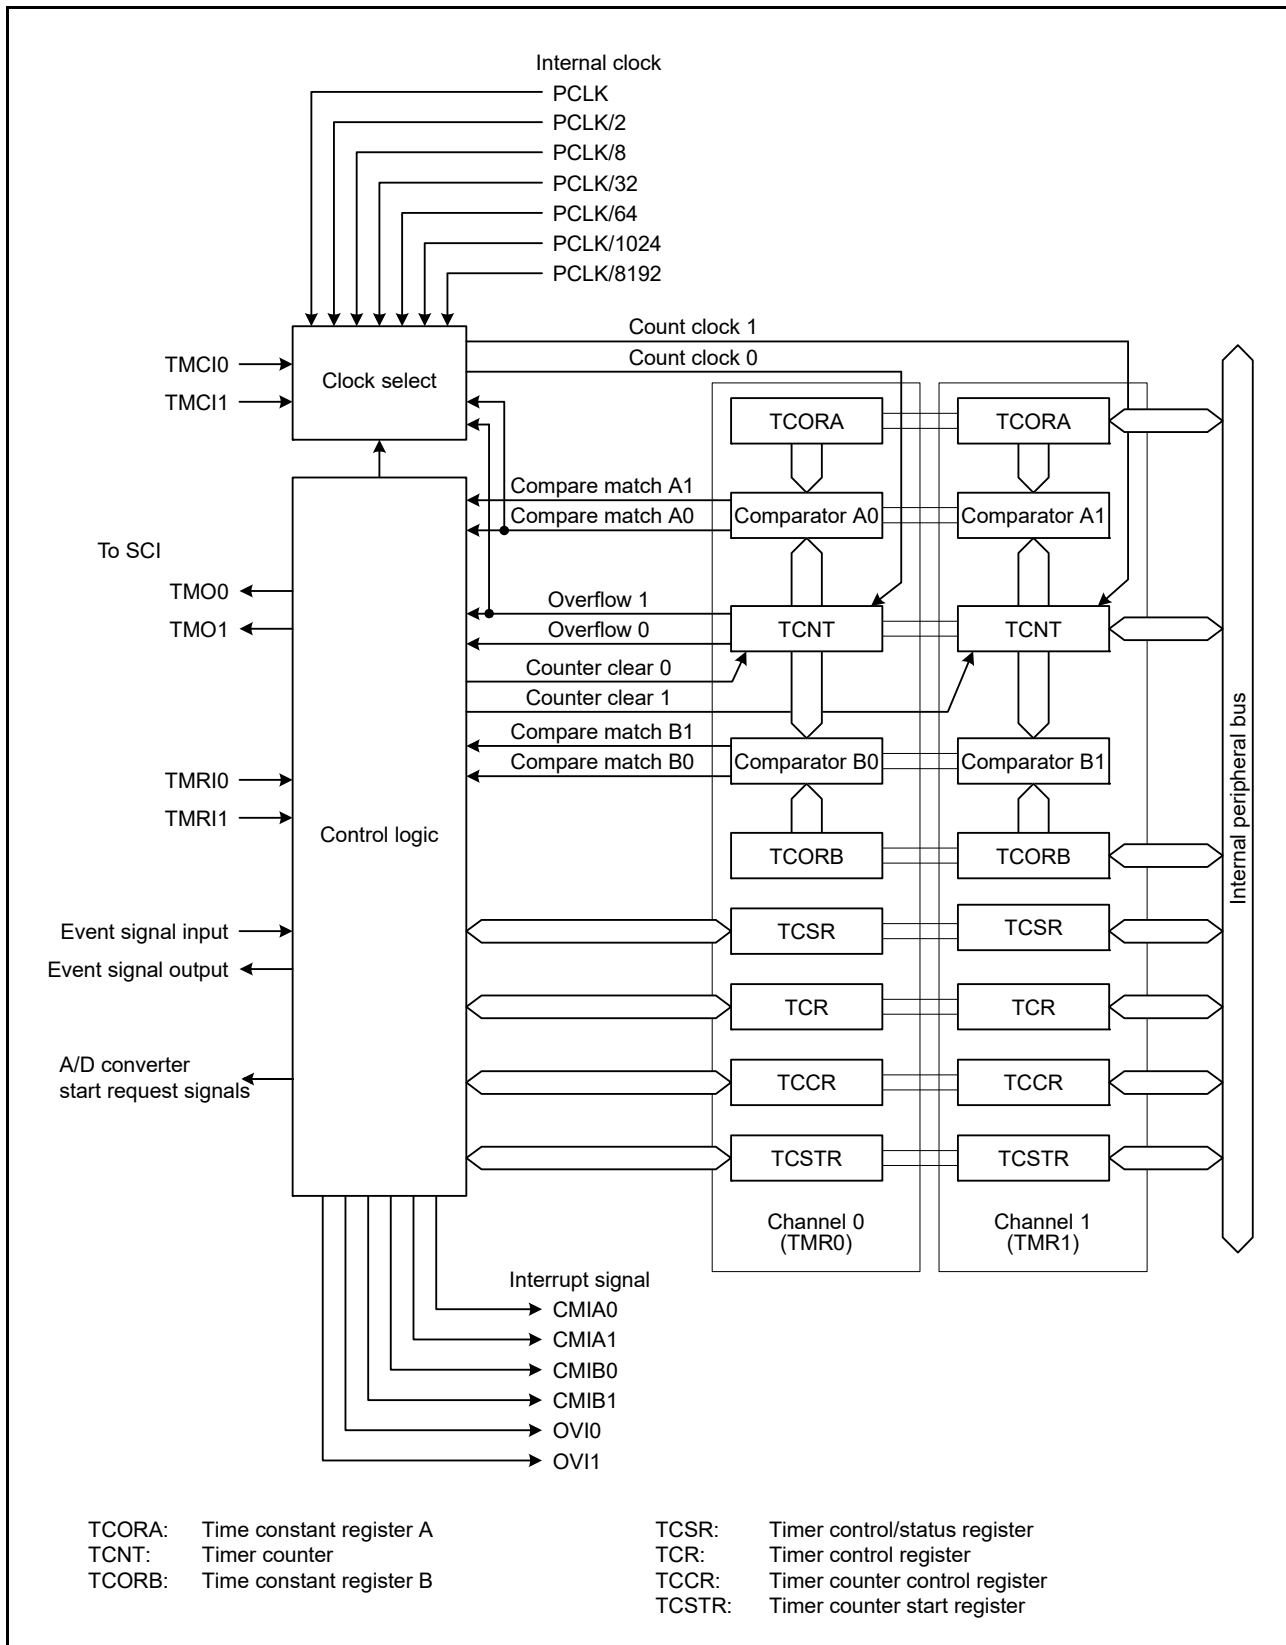 Internal clock
PCLK
PCLK/2
PCLK/8
PCLK/32
PCLK/64
PCLK/1024
PCLK/8192
Count clock 1
Count clock 0
TMCI0
TMCI1
Clock select
TCORA
TCORA
Compare match A1
Compare match A0
Comparator A0
Comparator A1
To SCI
TMO0
TMO1
Overflow 1
Overflow 0
TCNT
TCNT
Counter clear 0
Counter clear 1
Compare match B1
Compare match B0
Comparator B0
Comparator B1
TMRI0
TMRI1
Control logic
TCORB
TCORB
Internal peripheral bus
Event signal input
Event signal output
TCSR
TCSR
TCR
TCR
A/D converter
start request signals
TCCR
TCCR
TCSTR
TCSTR
Channel 0
(TMR0)
Channel 1
(TMR1)
Interrupt signal
CMIA0
CMIA1
CMIB0
CMIB1
OVI0
OVI1
TCORA: Time constant register A
TCNT: Timer counter
TCORB: Time constant register B
TCSR: Timer control/status register
TCR: Timer control register
TCCR: Timer counter control register
TCSTR: Timer counter start register